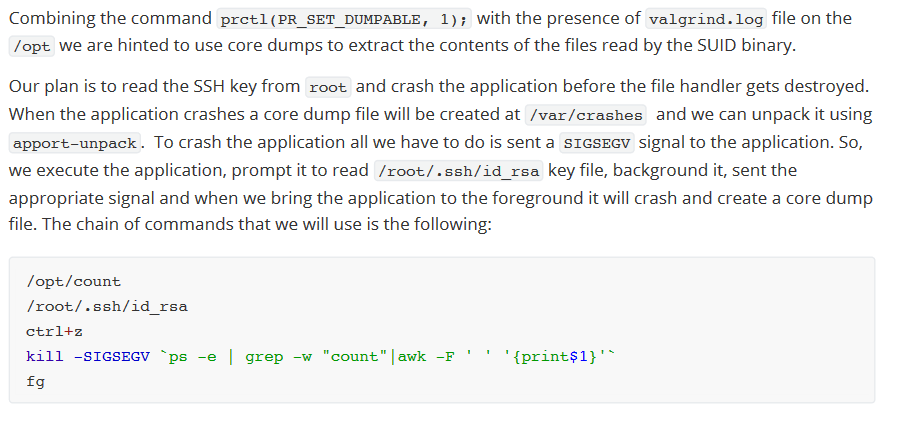 Combining the command prctl(PR_SET_DUMPABLE, 1); with the presence of valgrind.log file on the
/opt we are hinted to use core dumps to extract the contents of the files read by the SUID binary.
Our plan is to read the SSH key from root and crash the application before the file handler gets destroyed.
When the application crashes a core dump file will be created at /var/crashes and we can unpack it using
apport-unpack. To crash the application all we have to do is sent a SIGSEGV signal to the application. So,
we execute the application, prompt it to read /root/.ssh/id_rsa key file, background it, sent the
appropriate signal and when we bring the application to the foreground it will crash and create a core dump
file. The chain of commands that we will use is the following:
/opt/count
/root/.ssh/id_rsa
ctrl+z
kill -SIGSEGV `ps -e | grep -w "count"|awk -F ' ' '{print$1}'`
fg